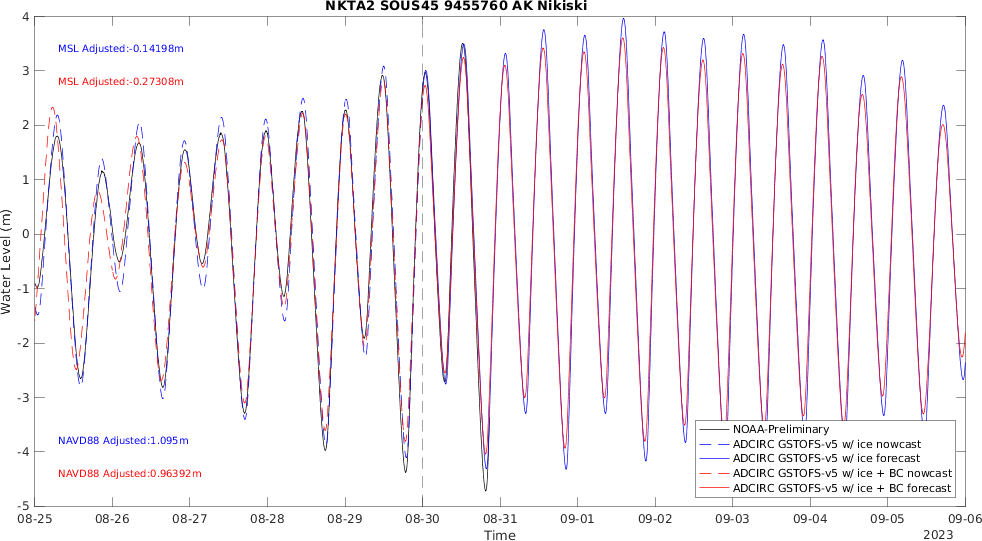 NKTA2 SOUS45 9455760 AK Nikiski
4
3
2
1
0
-1
-2
-3
-4
-5
Water Level (m)
MSL Adjusted:-0.14198m
MSL Adjusted:-0.27308m
NAVD88 Adjusted:1.095m
NAVD88 Adjusted:0.96392m
NOAA-Preliminary
ADCIRC GSTOFS-v5 w/ ice nowcast
ADCIRC GSTOFS-v5 w/ ice forecast
ADCIRC GSTOFS-v5 w/ ice + BC nowcast
ADCIRC GSTOFS-v5 w/ ice + BC forecast
08-25 08-26 08-27 08-28 08-29 08-30 08-31 09-01 09-02 09-03 09-04 09-05 09-06
Time
2023